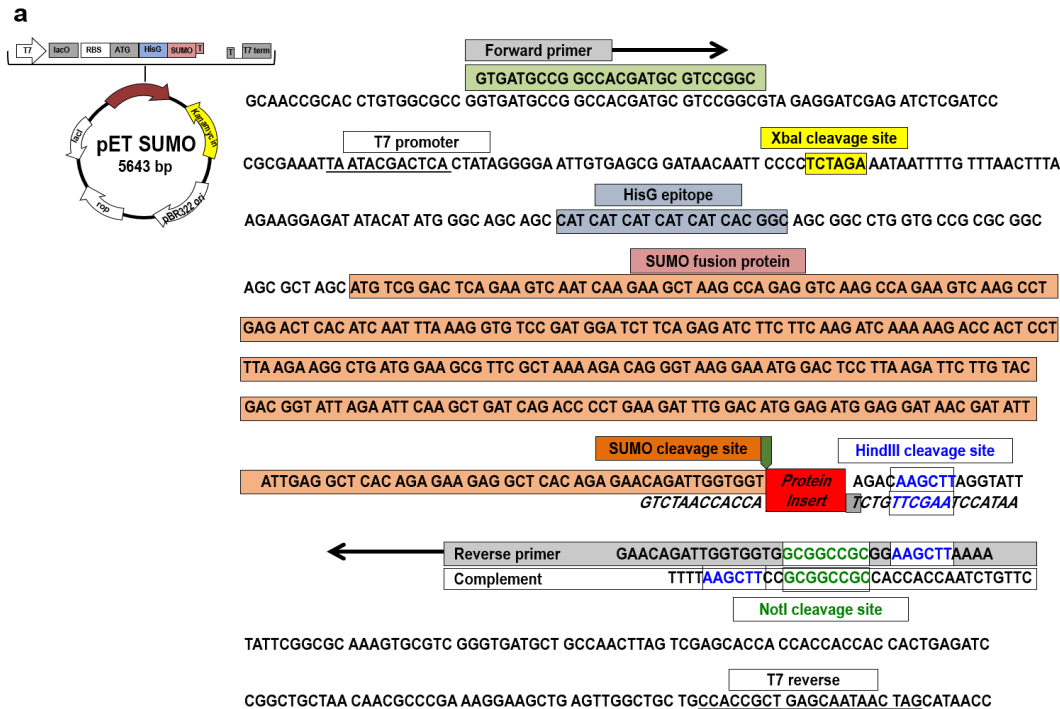 a
T7 lacO RBS ATG HisG SUMO T T T7 term
Kanamycin
lacI
pET SUMO
5643 bp
rop
pBR322 ori
Forward primer
GTGATGCCG GCCACGATGC GTCCGGC
GCAACCGCAC CTGTGGCGCC GGTGATGCCG GCCACGATGC GTCCGGCGTA GAGGATCGAG ATCTCGATCC
T7 promoter
XbaI cleavage site
CGCGAAATTAATACGACTCA CTATAGGGGA ATTGTGAGCG GATAACAATT CCCCTCTAGA AATAATTTTG TTTAACTTTA
HisG epitope
AGAAGGAGAT ATACAT ATG GGC AGC AGC CAT CAT CAT CAT CAT CAC GGC AGC GGC CTG GTG CCG CGC GGC
SUMO fusion protein
AGC GCT AGC ATG TCG GAC TCA GAA GTC AAT CAA GAA GCT AAG CCA GAG GTC AAG CCA GAA GTC AAG CCT
GAG ACT CAC ATC AAT TTA AAG GTG TCC GAT GGA TCT TCA GAG ATC TTC TTC AAG ATC AAA AAG ACC ACT CCT
TTA AGA AGG CTG ATG GAA GCG TTC GCT AAA AGA CAG GGT AAG GAA ATG GAC TCC TTA AGA TTC TTG TAC
GAC GGT ATT AGA ATT CAA GCT GAT CAG ACC CCT GAA GAT TTG GAC ATG GAG ATG GAG GAT AAC GAT ATT
SUMO cleavage site
HindIII cleavage site
ATTGAG GCT CAC AGA GAA GAG GCT CAC AGA GAACAGATTGGTGGT Protein Insert AGACAAGCTTAGGTATT
GTCTAACCACCA TCTGTTCGAATCCATAA
Reverse primer GAACAGATTGGTGGTGGCGGCCGCGGAAGCTTAAAA
Complement TTTTAAGCTTCCGCGGCCGCCACCACCAATCTGTTC
NotI cleavage site
TATTCGGCGC AAAGTGCGTC GGGTGATGCT GCCAACTTAG TCGAGCACCA CCACCACCAC CACTGAGATC
T7 reverse
CGGCTGCTAA CAACGCCCGA AAGGAAGCTG AGTTGGCTGC TGCCACCGCT GAGCAATAAC TAGCATAACC